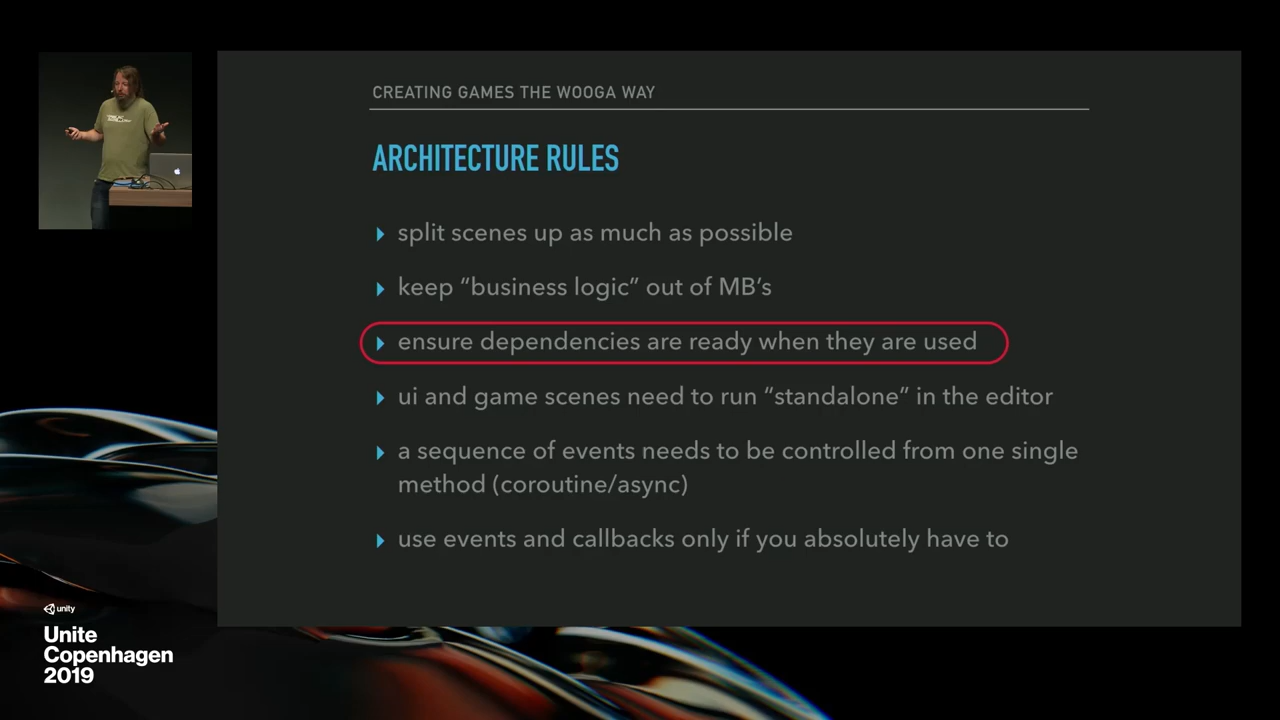 CREATING GAMES THE WOOGA WAY
ARCHITECTURE RULES
split scenes up as much as possible
keep “business logic” out of MB’s
ensure dependencies are ready when they are used
ui and game scenes need to run “standalone” in the editor
a sequence of events needs to be controlled from one single
method (coroutine/async)
use events and callbacks only if you absolutely have to
unity
Unite
Copenhagen
2019